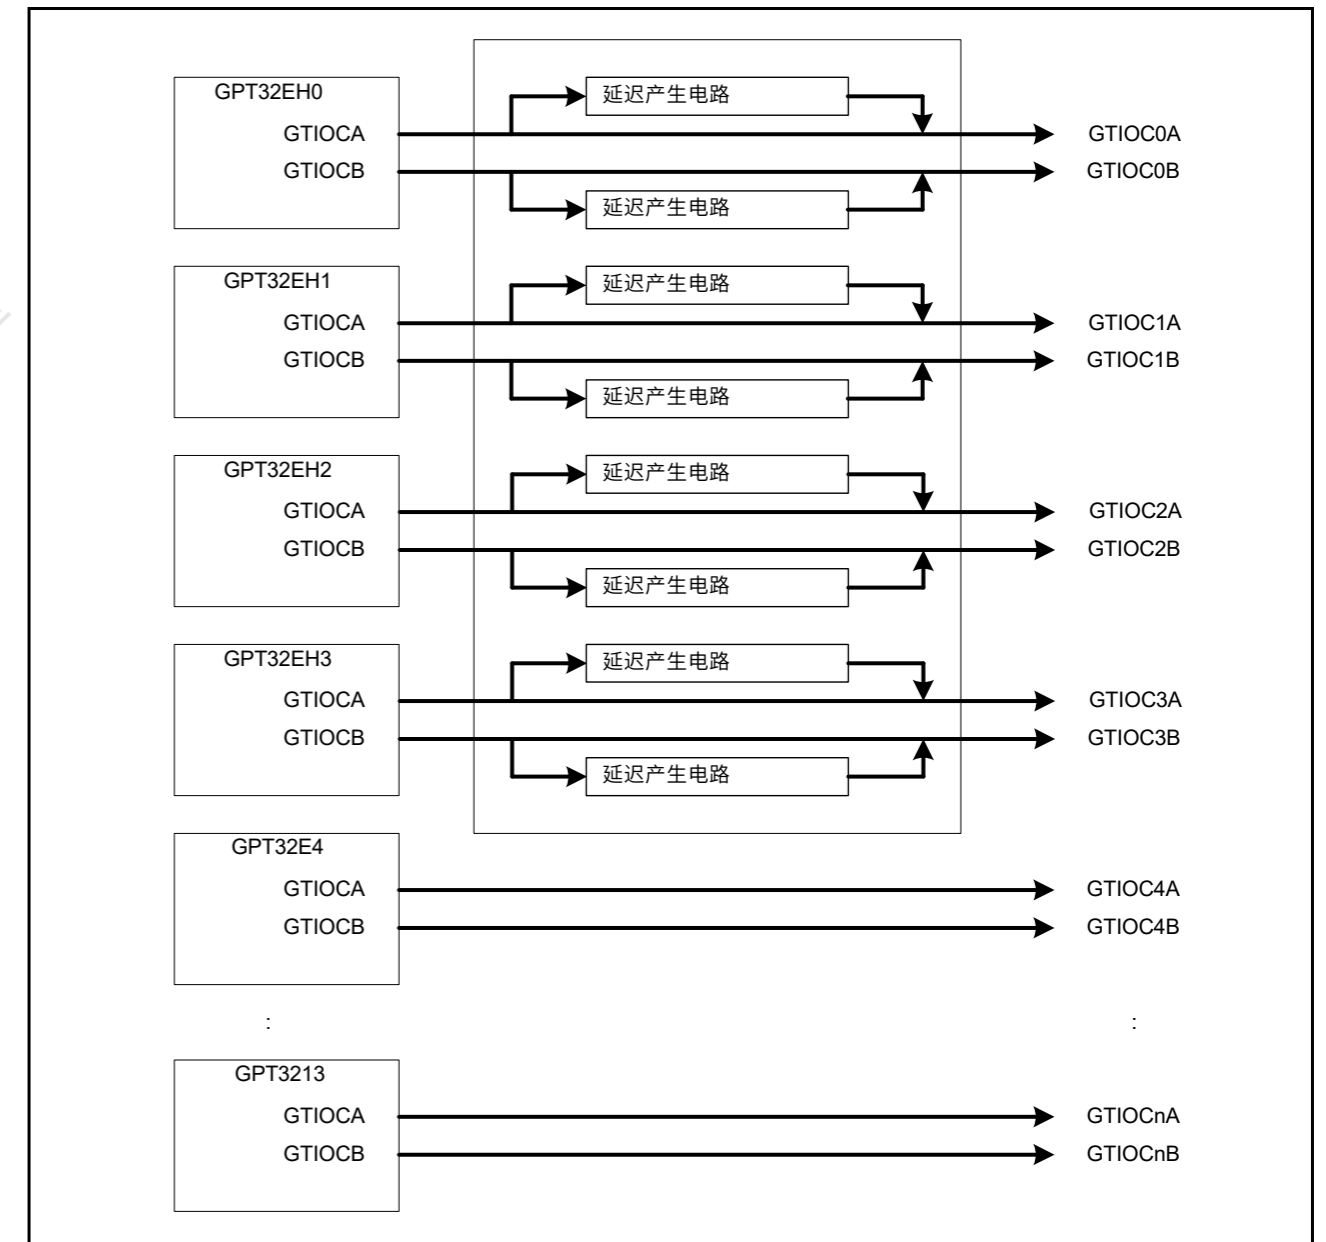 GPT32EH0
延迟产生电路
GTIOCA
GTIOC0A
GTIOCB
GTIOC0B
延迟产生电路
GPT32EH1
延迟产生电路
GTIOCA
GTIOC1A
GTIOCB
GTIOC1B
延迟产生电路
GPT32EH2
延迟产生电路
GTIOCA
GTIOC2A
GTIOCB
GTIOC2B
延迟产生电路
GPT32EH3
延迟产生电路
GTIOCA
GTIOC3A
GTIOCB
GTIOC3B
延迟产生电路
GPT32E4
GTIOCA
GTIOC4A
GTIOCB
GTIOC4B
:
:
GPT3213
GTIOCA
GTIOCnA
GTIOCB
GTIOCnB